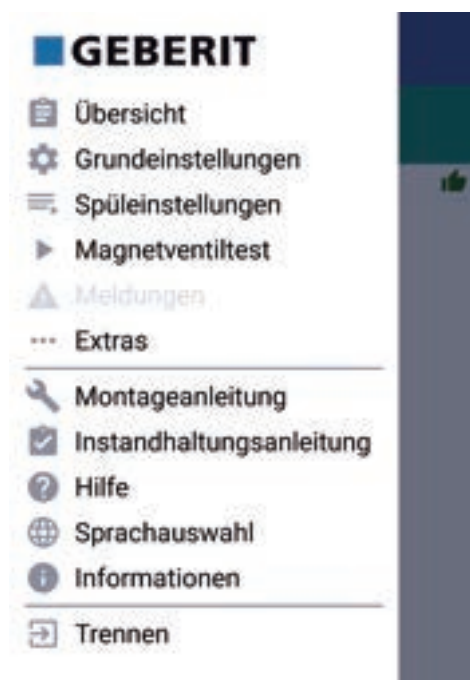 GEBERIT
Übersicht
Grundeinstellungen
Spüleinstellungen
Magnetventiltest
Meldungen
Extras
Montageanleitung
Instandhaltungsanleitung
Hilfe
Sprachauswahl
Informationen
Trennen